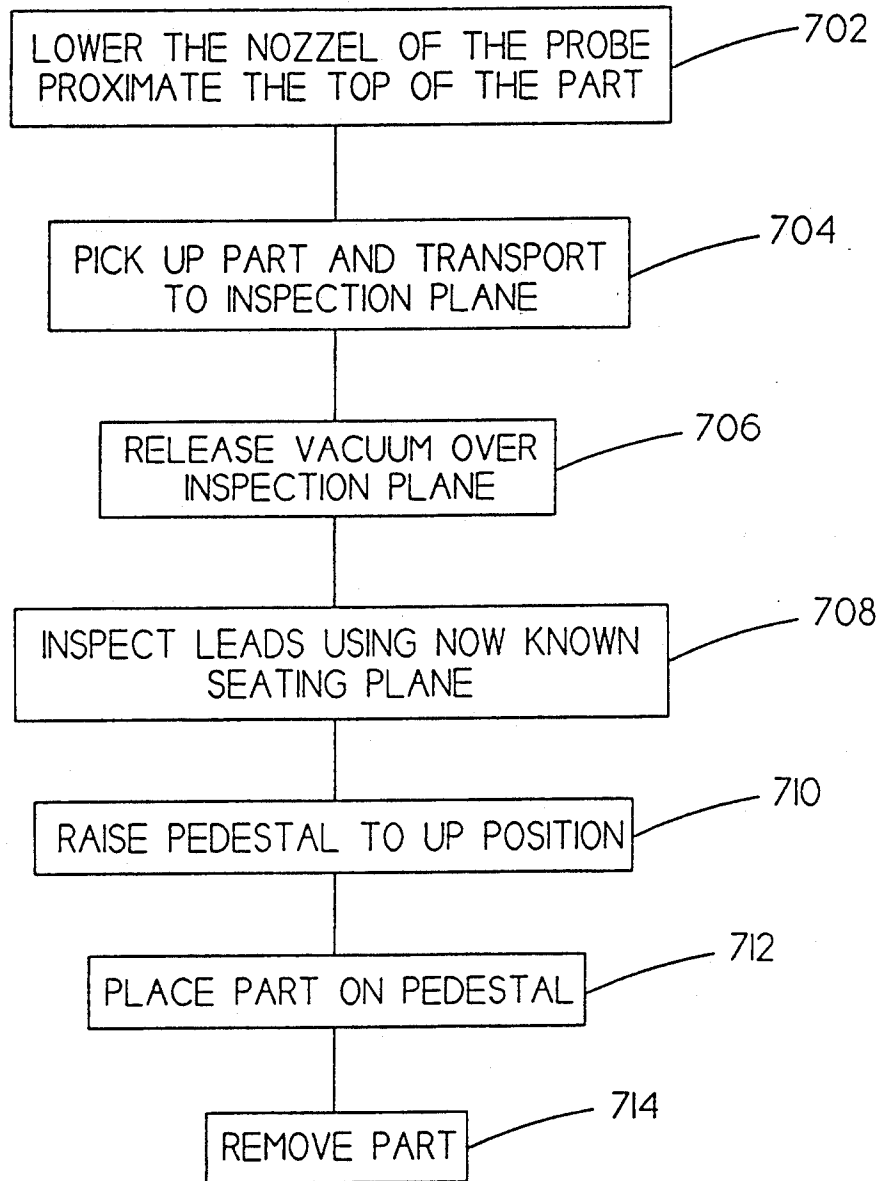 LOWER THE NOZZEL OF THE PROBE
PROXIMATE THE TOP OF THE PART
702
PICK UP PART AND TRANSPORT
TO INSPECTION PLANE
704
RELEASE VACUUM OVER
INSPECTION PLANE
706
INSPECT LEADS USING NOW KNOWN
SEATING PLANE
708
RAISE PEDESTAL TO UP POSITION
710
PLACE PART ON PEDESTAL
712
REMOVE PART
714